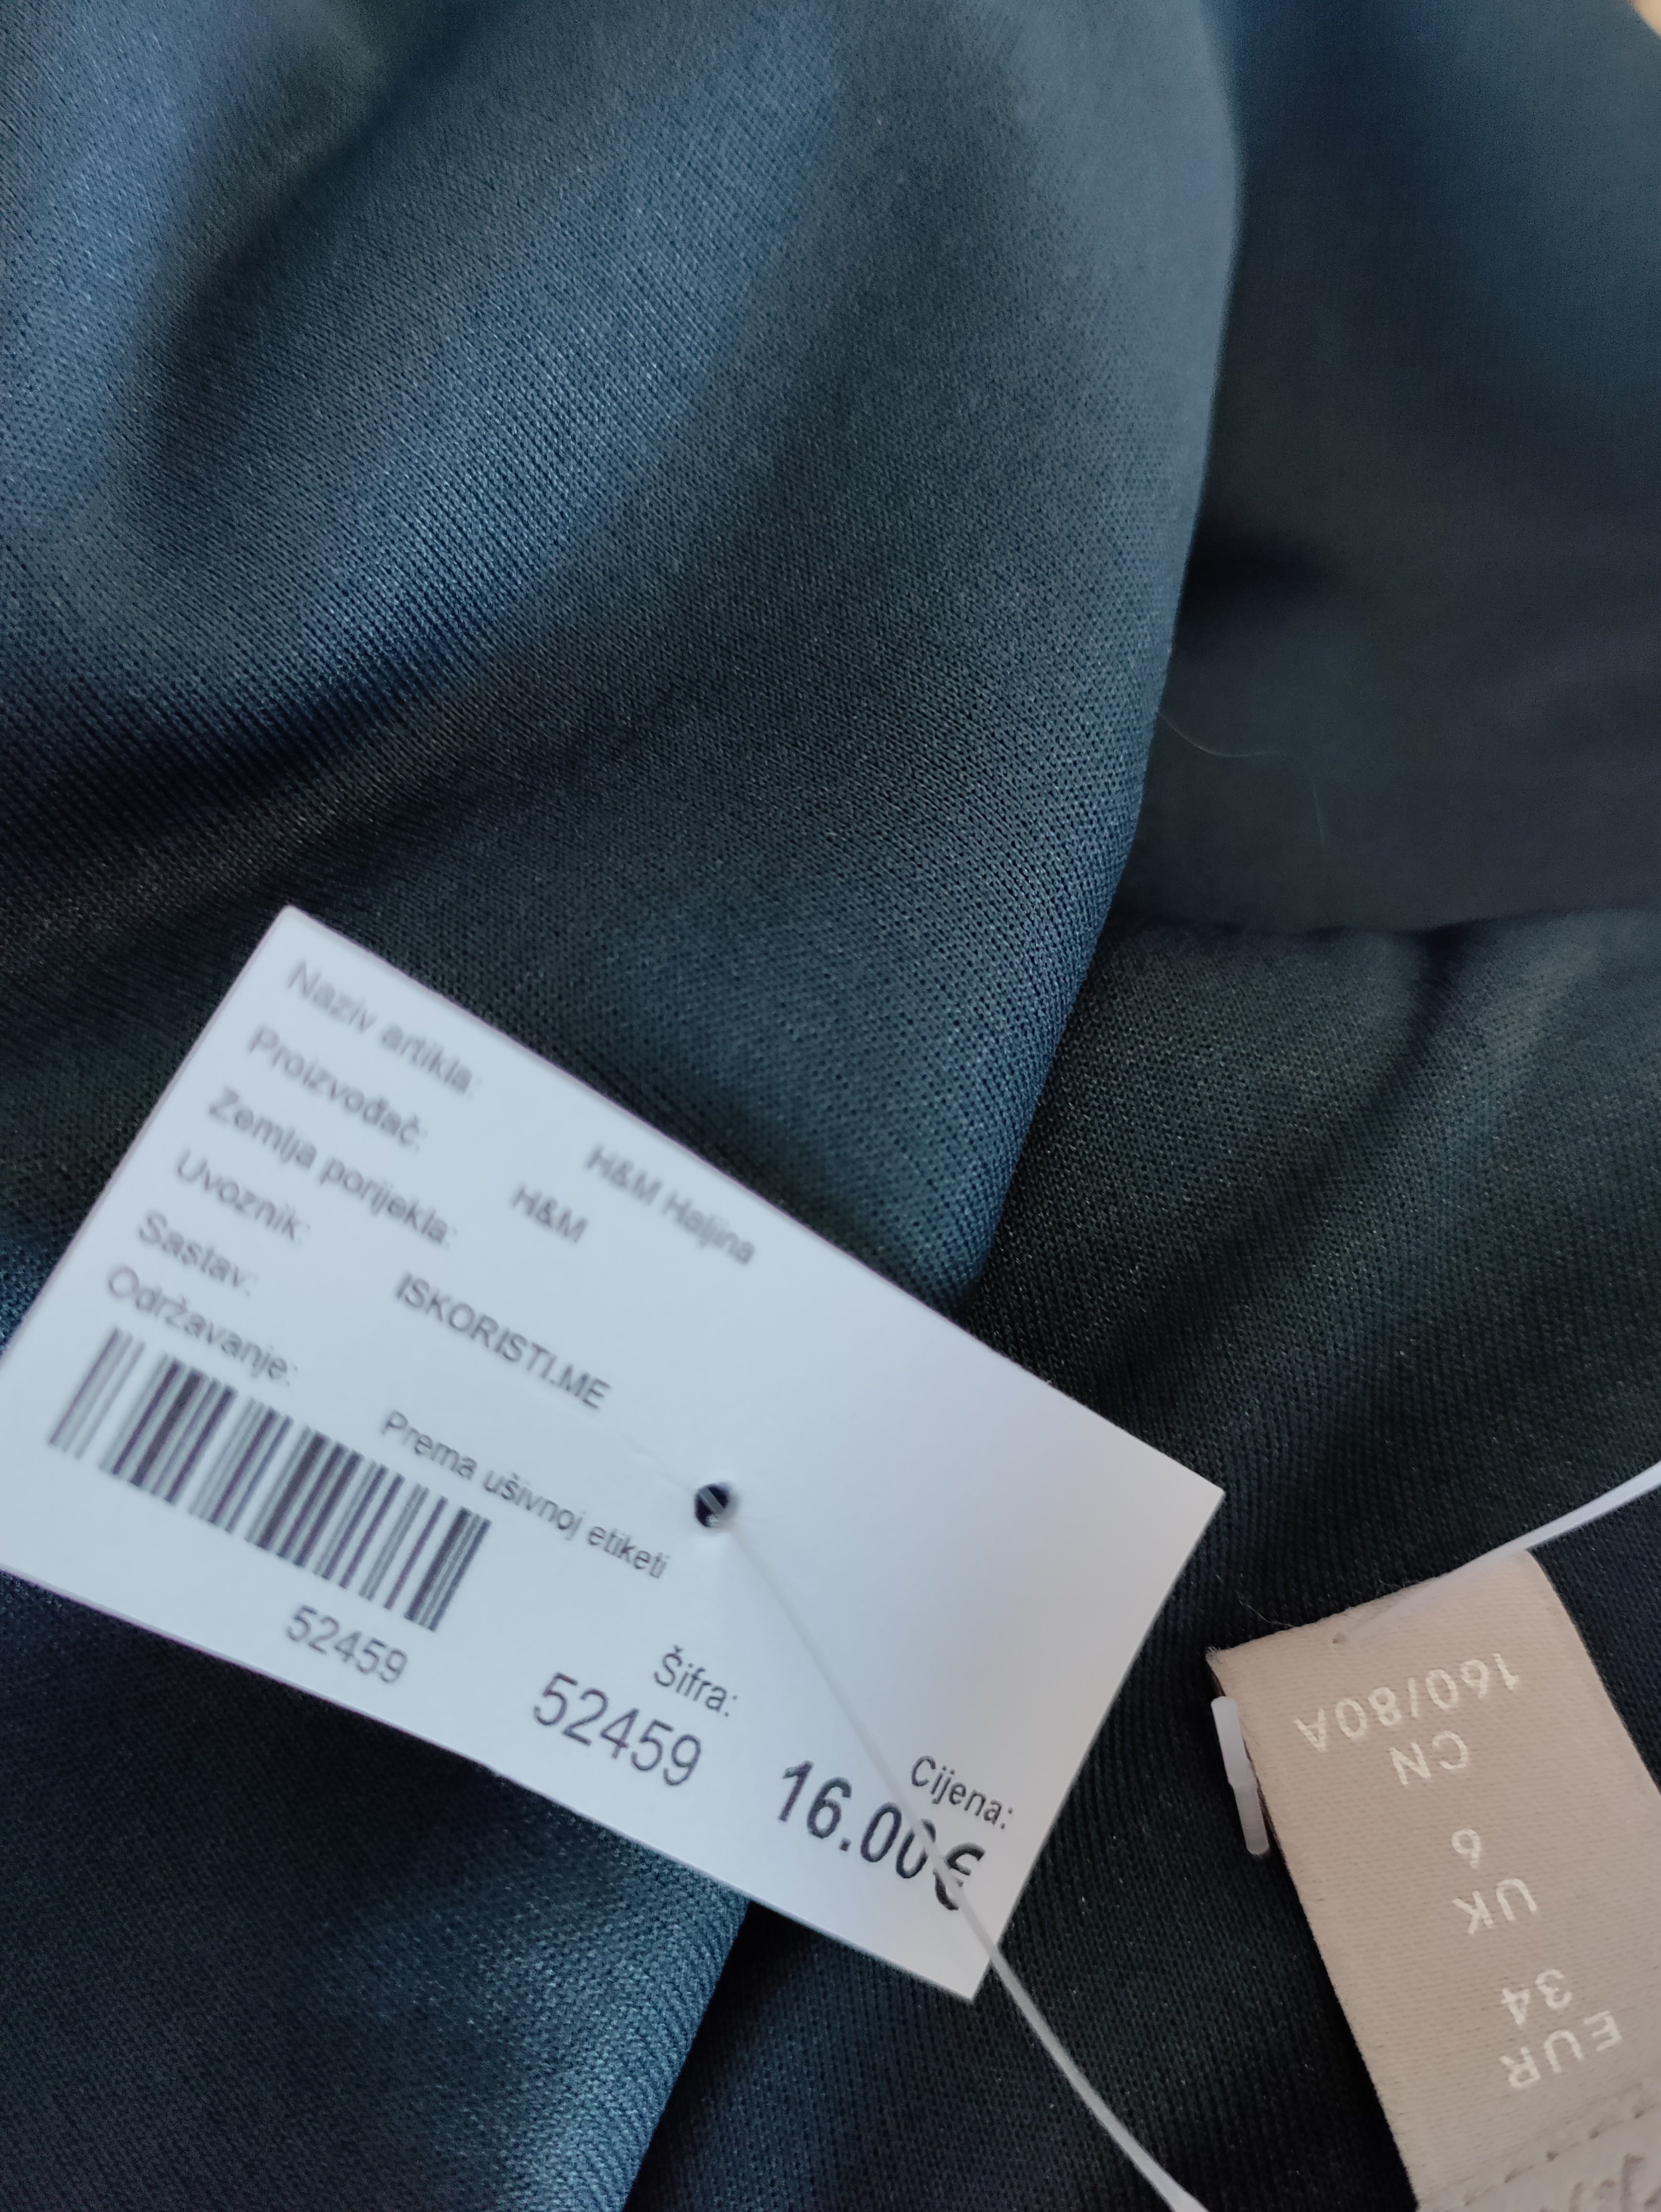 Naziv artikla:
H&M Haljina
Proizvođač:
H&M
Zemlja porijekla:
Uvoznik:
ISKORISTI.ME
Sastav:
Održavanje:
Prema ušivnoj etiketi
52459
Šifra:
52459
Cijena:
16.00€
EUR
34
UK
6
CN
160/80A